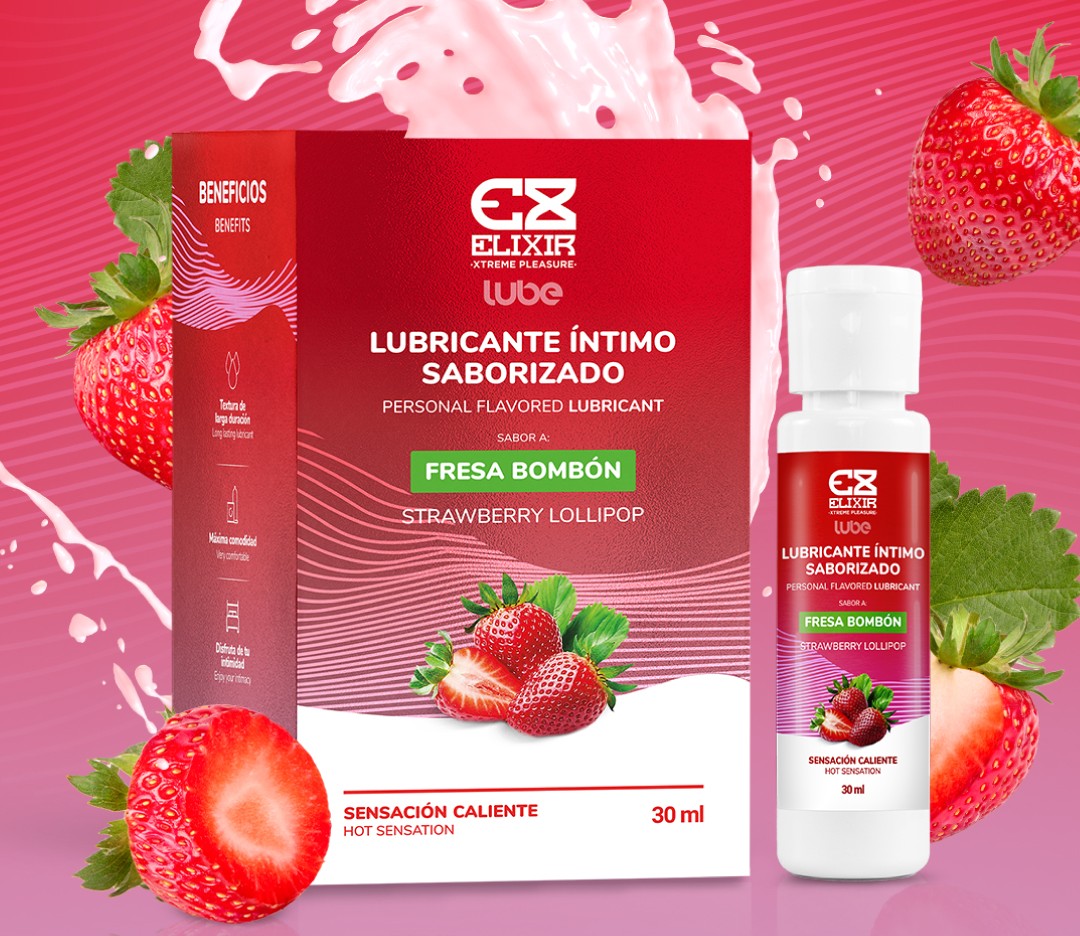 BENEFICIOS
BENEFITS
Textura de
larga duración
Long lasting lubricant
Máxima comodidad
Very comfortable
Disfruta de tu
intimidad
Enjoy your intimacy
EX
ELIXIR
·XTREME PLEASURE·
lube
LUBRICANTE ÍNTIMO
SABORIZADO
PERSONAL FLAVORED LUBRICANT
SABOR A:
FRESA BOMBÓN
STRAWBERRY LOLLIPOP
SENSACIÓN CALIENTE
HOT SENSATION
30 ml
EX
ELIXIR
·XTREME PLEASURE·
lube
LUBRICANTE ÍNTIMO
SABORIZADO
PERSONAL FLAVORED LUBRICANT
SABOR A:
FRESA BOMBÓN
STRAWBERRY LOLLIPOP
SENSACIÓN CALIENTE
HOT SENSATION
30 ml